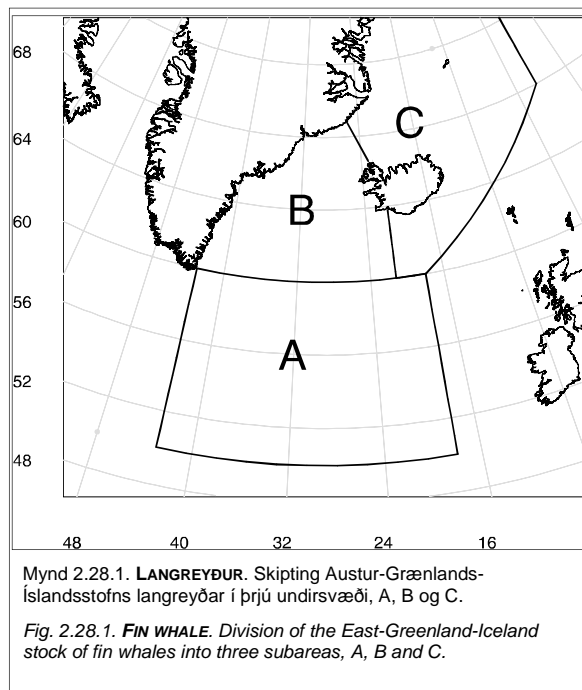 68
64
60
56
52
48
C
B
A
48 40 32 24 16
Mynd 2.28.1. LANGREYÐUR. Skipting Austur-Grænlands-
Íslandsstofns langreyðar í þrjú undirsvæði, A, B og C.
Fig. 2.28.1. FIN WHALE. Division of the East-Greenland-Iceland
stock of fin whales into three subareas, A, B and C.